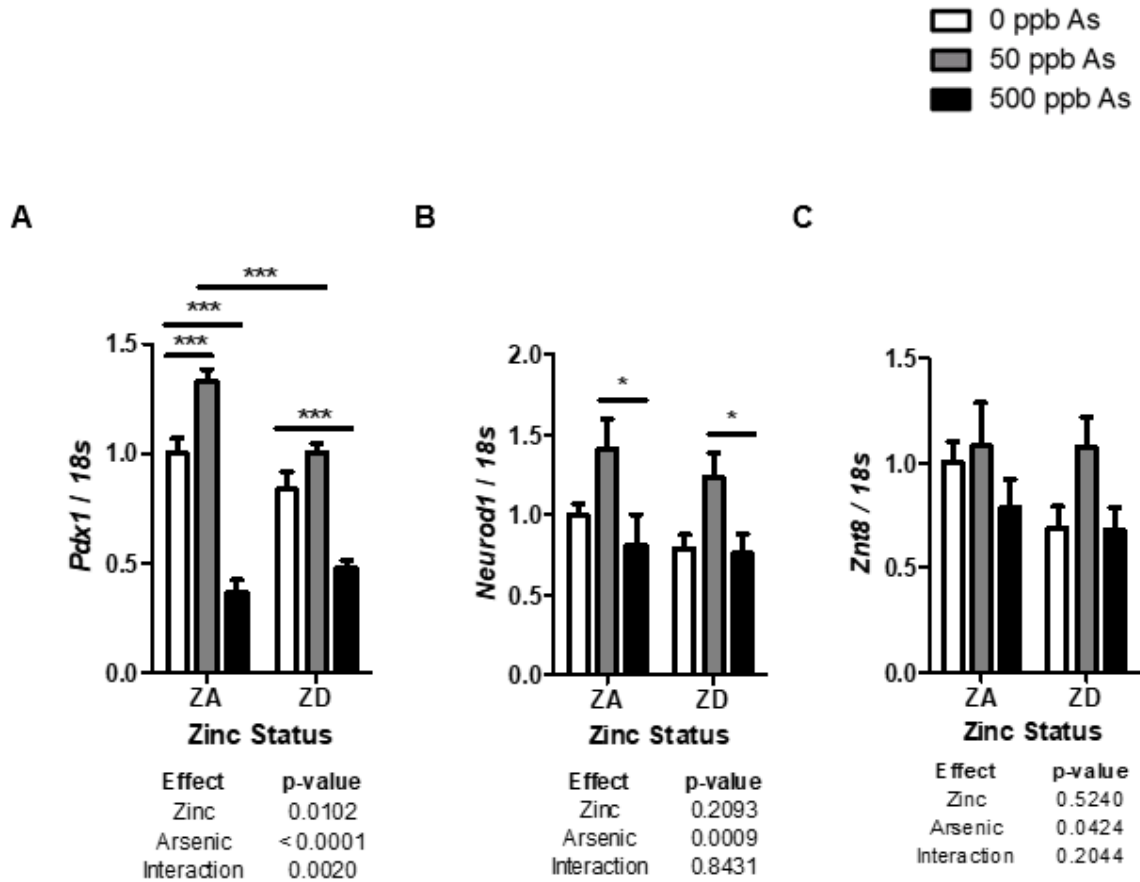 0 ppb As
50 ppb As
500 ppb As
A
B
C
***
***
***
***
1.5
1.0
0.5
0.0
Pdx1 / 18s
ZA ZD
Zinc Status
Effect p-value
Zinc 0.0102
Arsenic <0.0001
Interaction 0.0020
*
*
2.0
1.5
1.0
0.5
0.0
Neurod1 / 18s
ZA ZD
Zinc Status
Effect p-value
Zinc 0.2093
Arsenic 0.0009
Interaction 0.8431
1.5
1.0
0.5
0.0
Znt8 / 18s
ZA ZD
Zinc Status
Effect p-value
Zinc 0.5240
Arsenic 0.0424
Interaction 0.2044